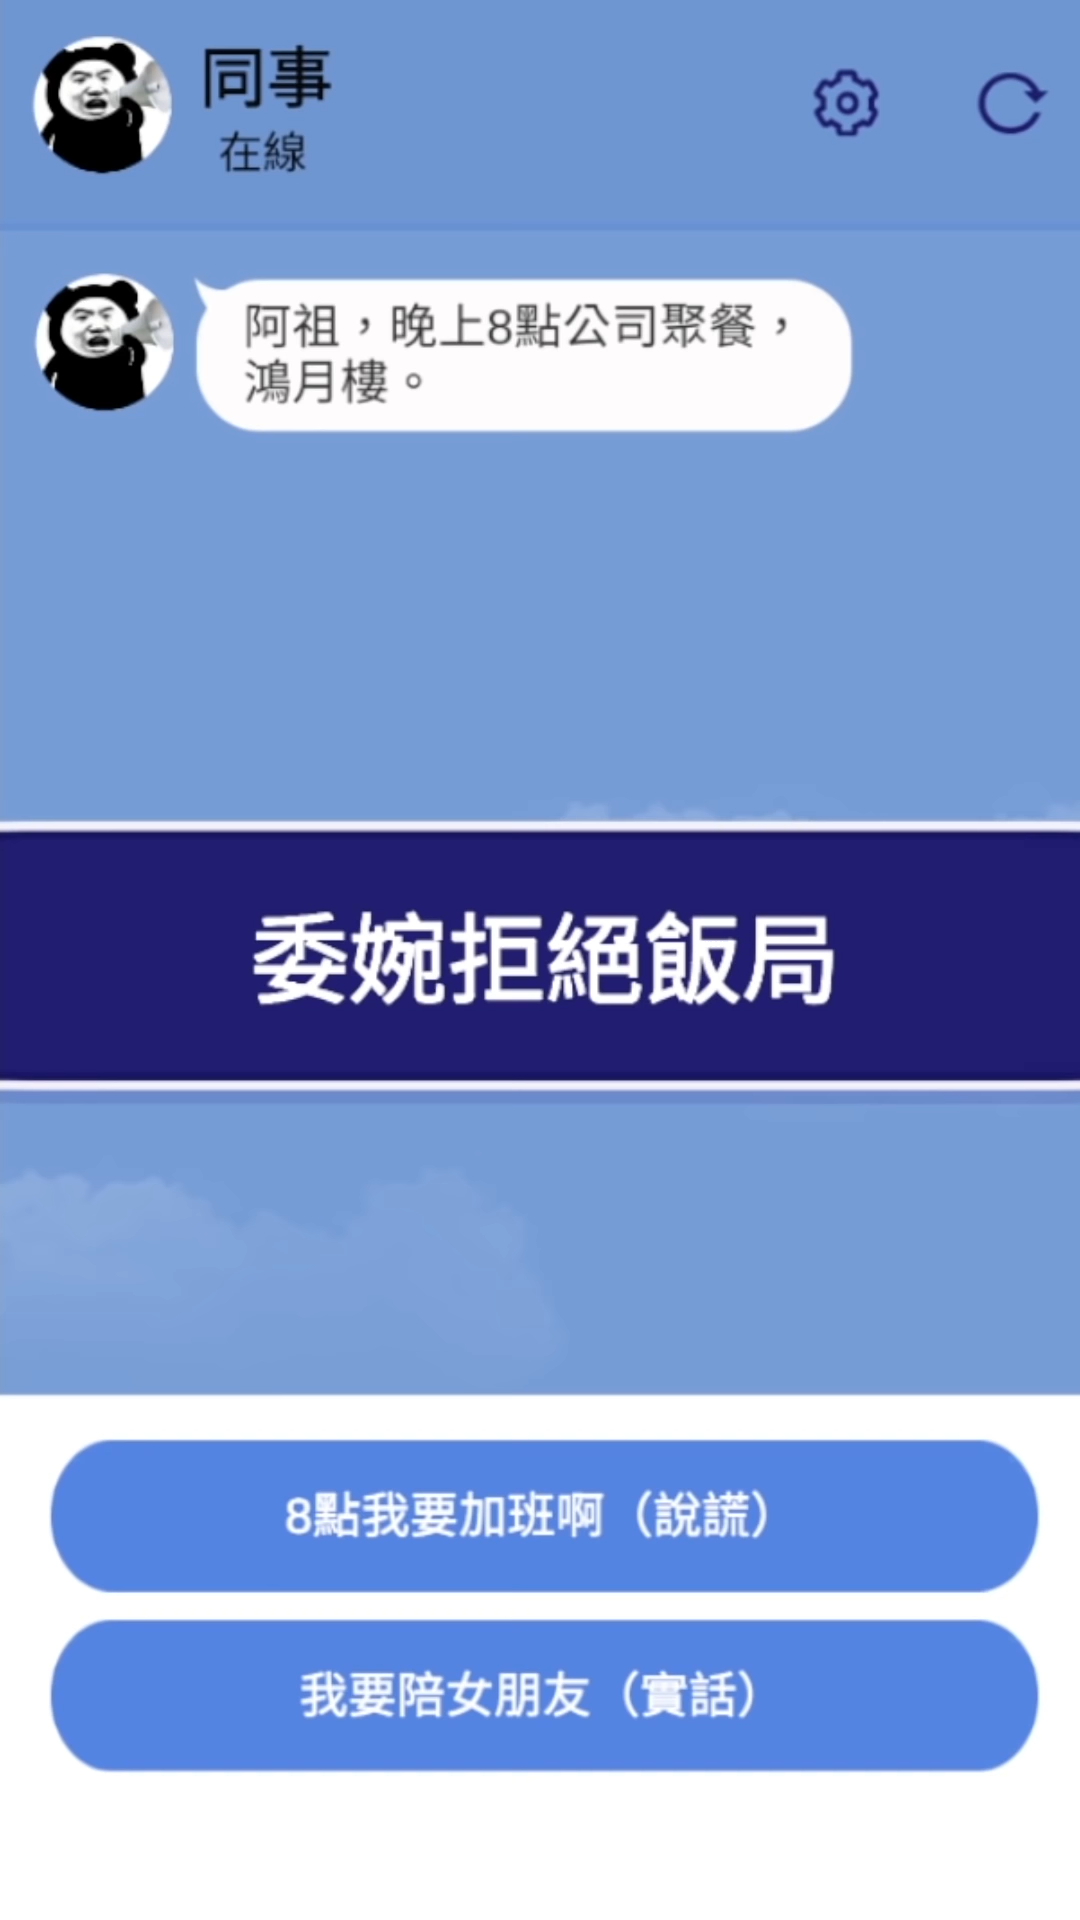 同事
在線
阿祖，晚上8點公司聚餐，
鴻月樓。
委婉拒絕飯局
8點我要加班啊（說謊）
我要陪女朋友（實話）